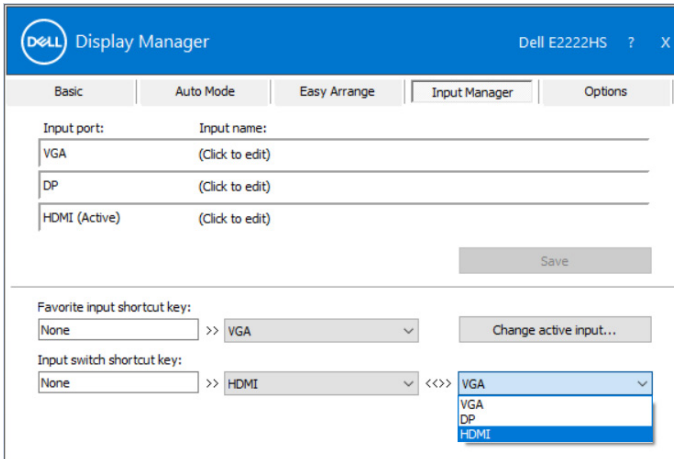 DELL Display Manager Dell E2222HS ? X
Basic Auto Mode Easy Arrange Input Manager Options
Input port: Input name:
VGA (Click to edit)
DP (Click to edit)
HDMI (Active) (Click to edit)
Save
Favorite input shortcut key:
None >> VGA Change active input...
Input switch shortcut key:
None >> HDMI <<>> VGA
VGA
DP
HDMI